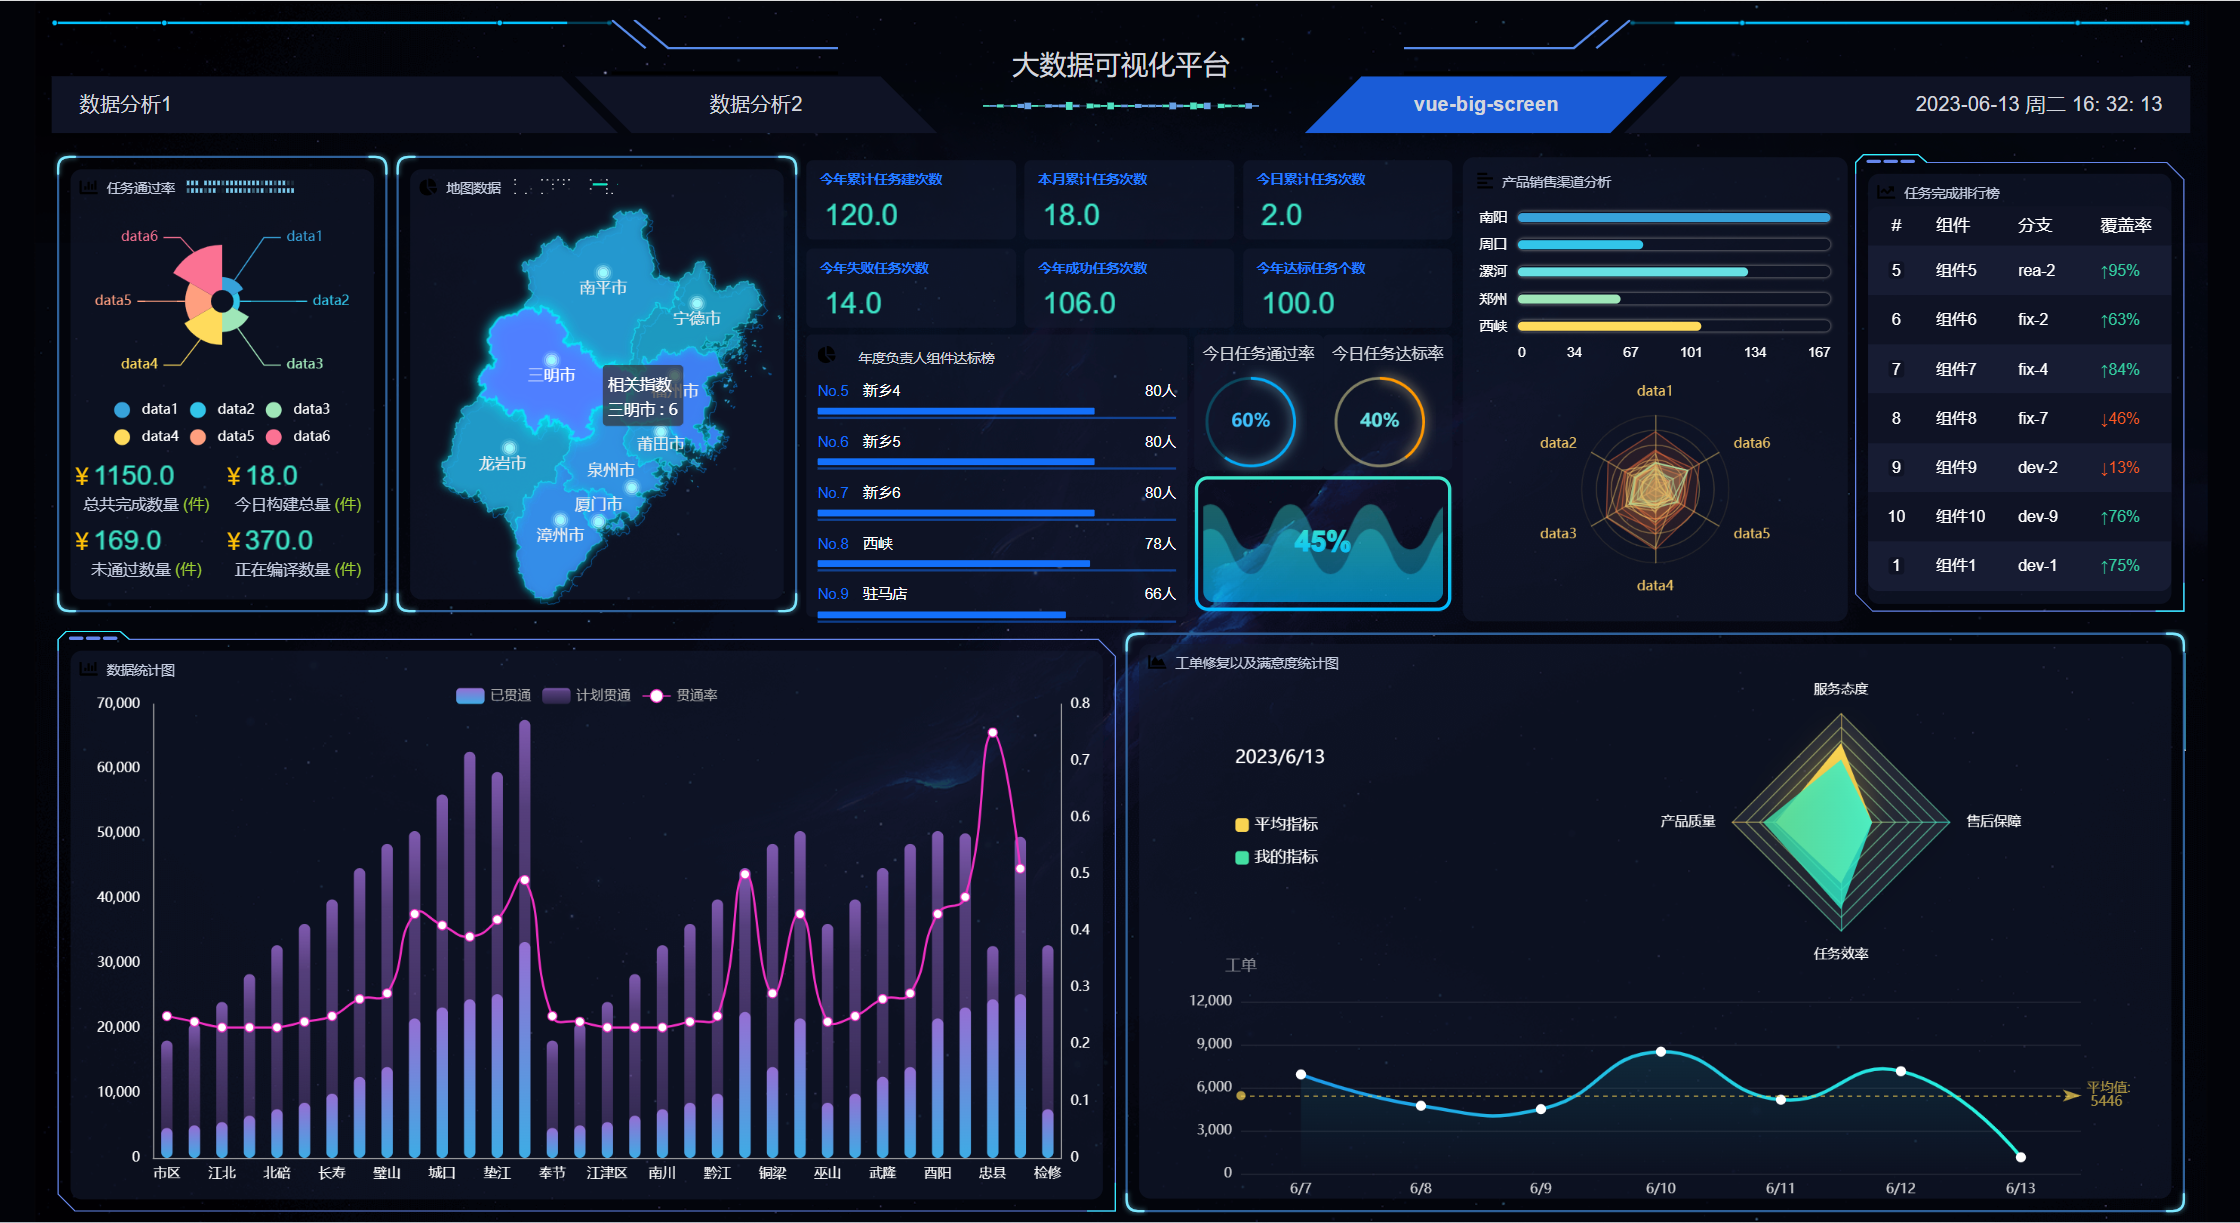 大数据可视化平台
数据分析1
数据分析2
vue-big-screen
2023-06-13 周二 16: 32: 13
任务通过率
data6
data1
data5
data2
data4
data3
data1 data2 data3
data4 data5 data6
¥ 1150.0
总共完成数量 (件)
¥ 18.0
今日构建总量 (件)
¥ 169.0
未通过数量 (件)
¥ 370.0
正在编译数量 (件)
地图数据
南平市
宁德市
三明市
相关指数
三明市 : 6
州市
莆田市
龙岩市
泉州市
厦门市
漳州市
今年累计任务建次数
120.0
本月累计任务次数
18.0
今日累计任务次数
2.0
今年失败任务次数
14.0
今年成功任务次数
106.0
今年达标任务个数
100.0
年度负责人组件达标榜
No.5 新乡4 80人
No.6 新乡5 80人
No.7 新乡6 80人
No.8 西峡 78人
No.9 驻马店 66人
今日任务通过率
60%
今日任务达标率
40%
45%
产品销售渠道分析
南阳
周口
漯河
郑州
西峡
0 34 67 101 134 167
data1
data2
data6
data3
data5
data4
任务完成排行榜
# 组件 分支 覆盖率
5 组件5 rea-2 ↑95%
6 组件6 fix-2 ↑63%
7 组件7 fix-4 ↑84%
8 组件8 fix-7 ↓46%
9 组件9 dev-2 ↓13%
10 组件10 dev-9 ↑76%
1 组件1 dev-1 ↑75%
数据统计图
已贯通 计划贯通 贯通率
70,000
60,000
50,000
40,000
30,000
20,000
10,000
0
0.8
0.7
0.6
0.5
0.4
0.3
0.2
0.1
0
市区 江北 北碚 长寿 璧山 城口 垫江 奉节 江津区 南川 黔江 铜梁 巫山 武隆 酉阳 忠县 检修
工单修复以及满意度统计图
2023/6/13
平均指标
我的指标
服务态度
产品质量
售后保障
任务效率
工单
12,000
9,000
6,000
3,000
0
平均值:
5446
6/7 6/8 6/9 6/10 6/11 6/12 6/13